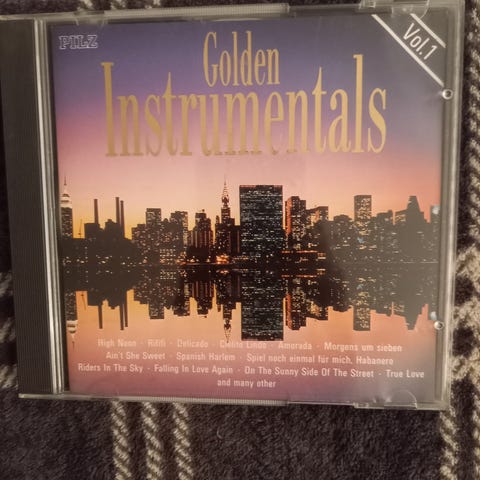 PILZ
Golden
Instrumentals
Vol.1
High Noon · Rififi · Delicado · Cielito Lindo · Amorada · Morgens um sieben
Ain't She Sweet · Spanish Harlem · Spiel noch einmal für mich, Habanero
Riders In The Sky · Falling In Love Again · On The Sunny Side Of The Street · True Love
and many other